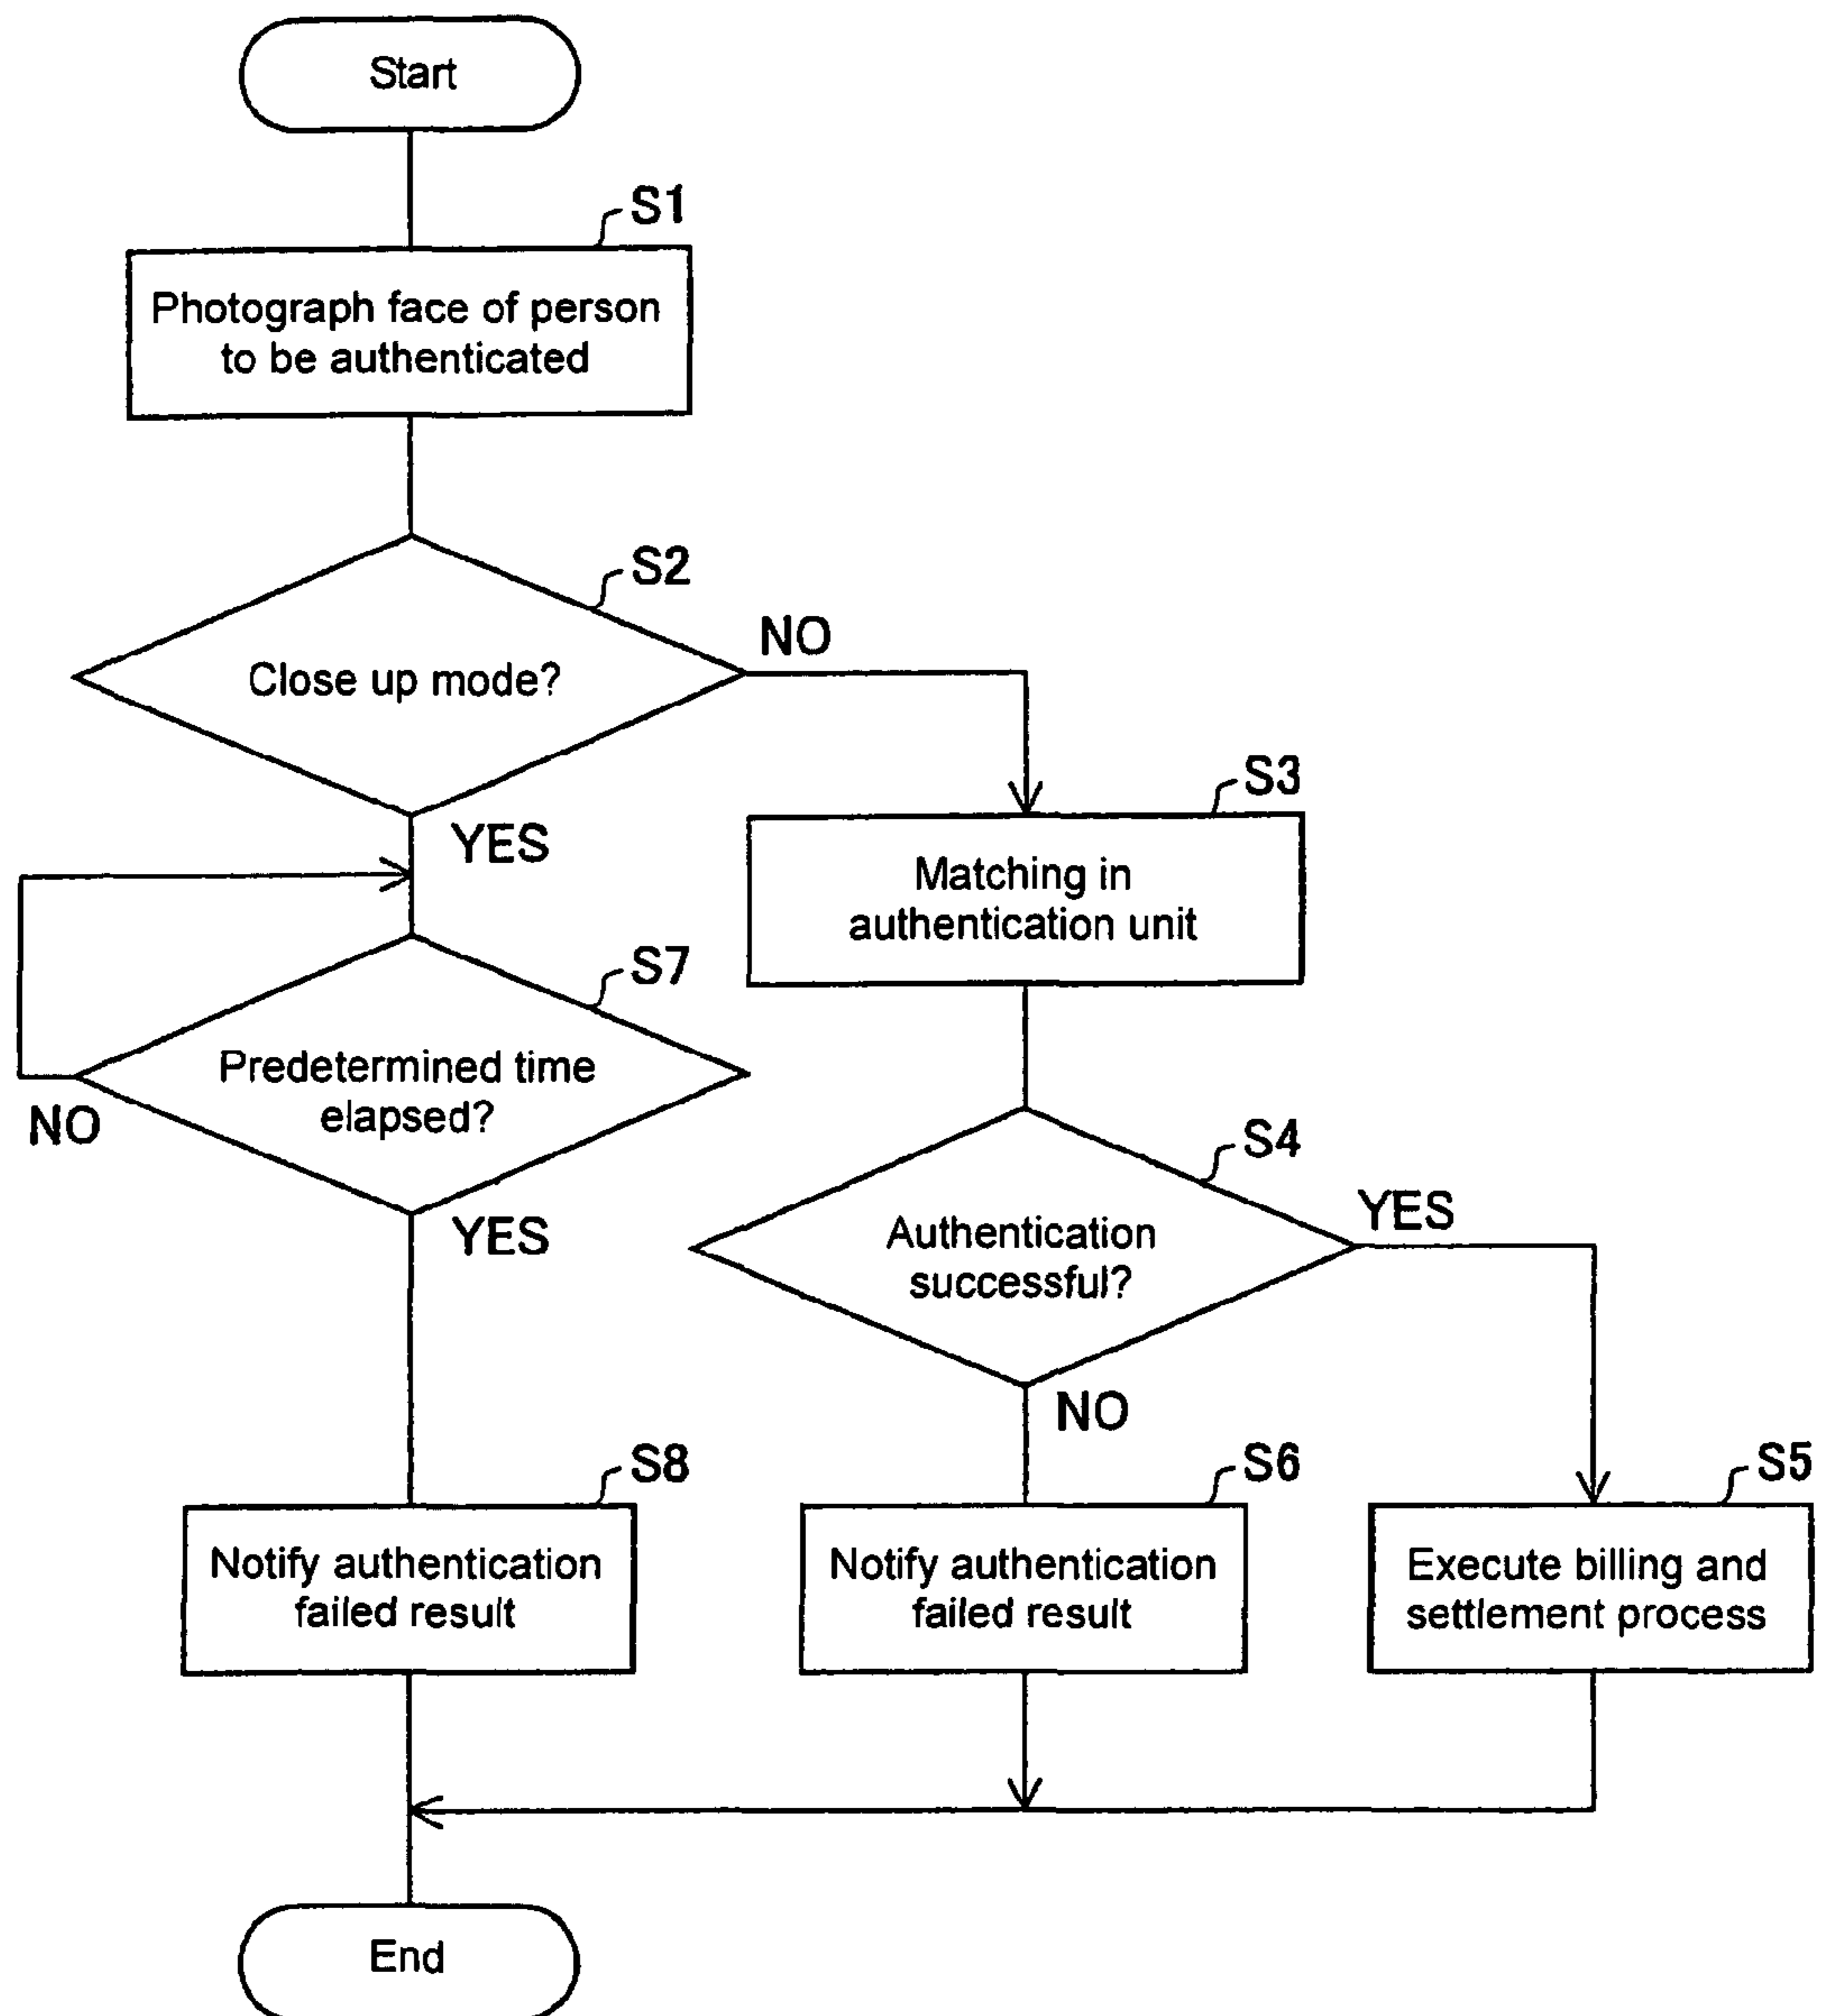 Start
S1
Photograph face of person
to be authenticated
S2
Close up mode?
NO
YES
S3
Matching in
authentication unit
S7
Predetermined time
elapsed?
NO
YES
S4
Authentication
successful?
YES
NO
S8
Notify authentication
failed result
S6
Notify authentication
failed result
S5
Execute billing and
settlement process
End